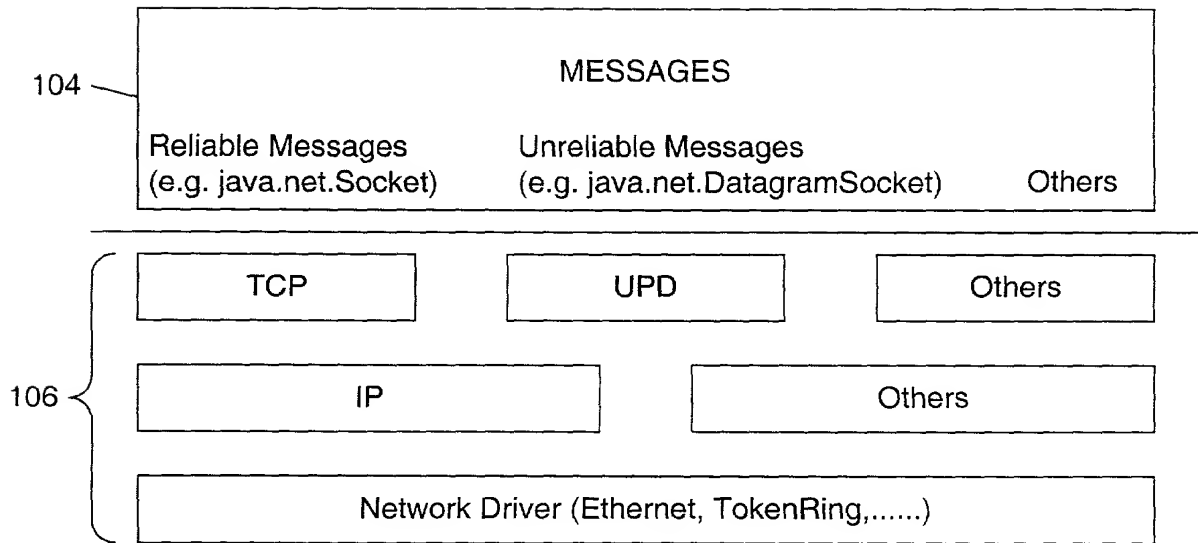 MESSAGES
104
Reliable Messages
(e.g. java.net.Socket)
Unreliable Messages
(e.g. java.net.DatagramSocket)
Others
TCP
UPD
Others
106
IP
Others
Network Driver (Ethernet, TokenRing,......)